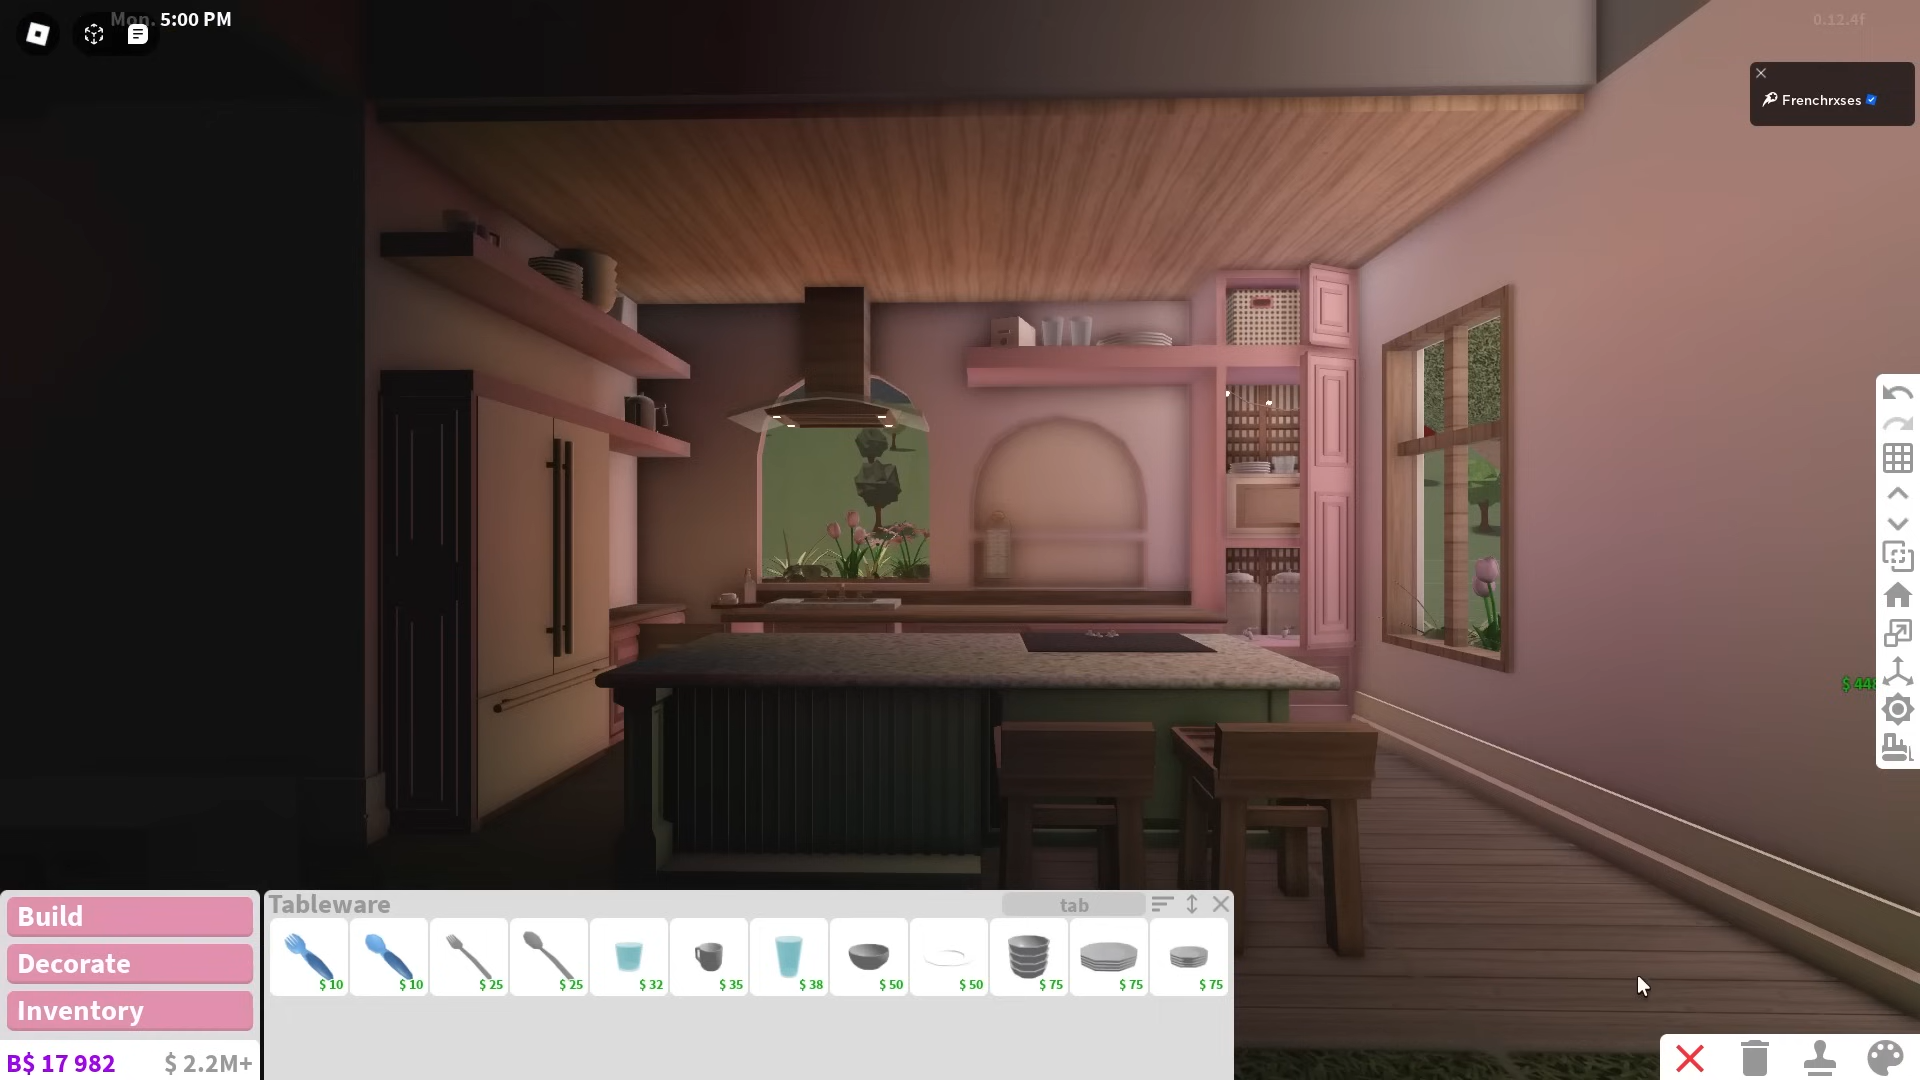 Mon. 5:00 PM
0.12.4f
Frenchrxses
Build
Decorate
Inventory
B$ 17 982
$ 2.2M+
Tableware
tab
$ 10
$ 10
$ 25
$ 25
$ 32
$ 35
$ 38
$ 50
$ 50
$ 75
$ 75
$ 75